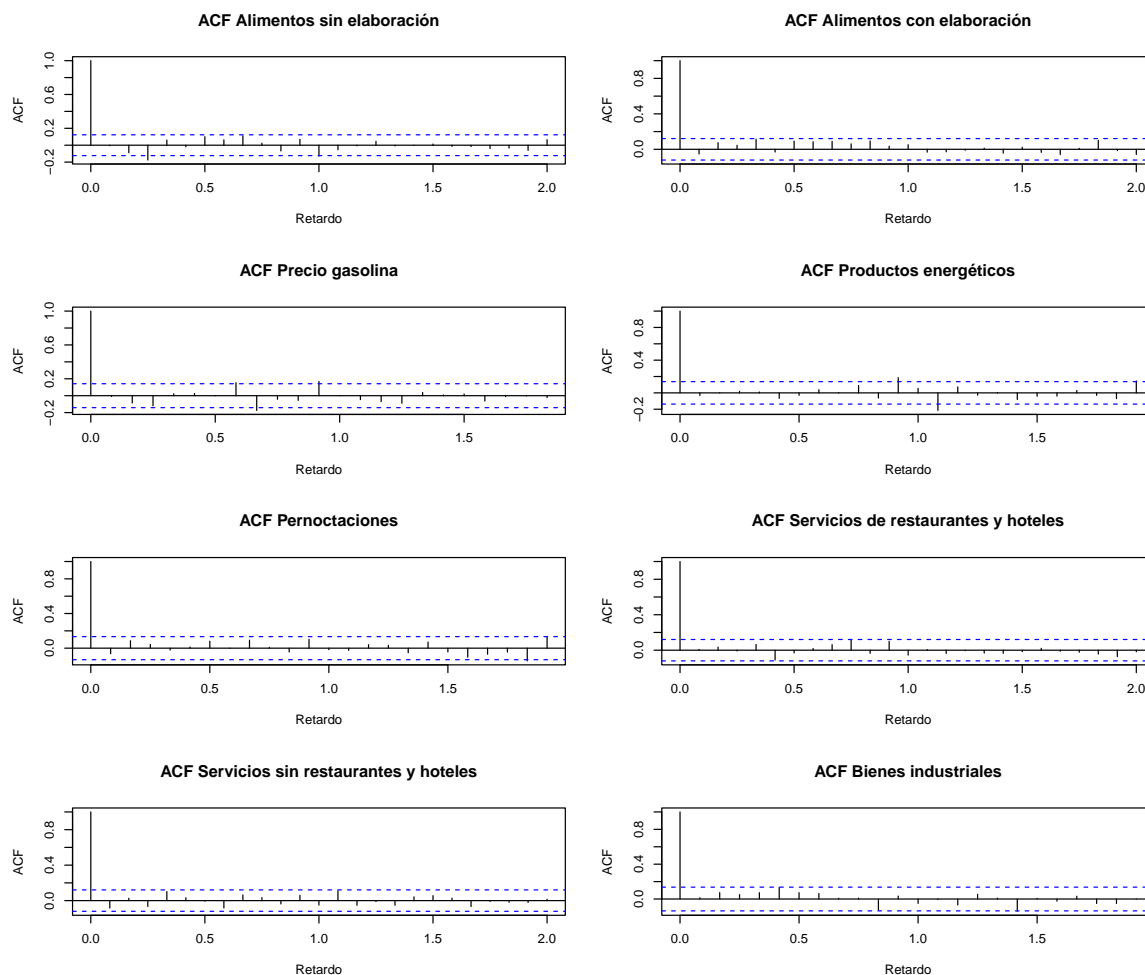 ACF Alimentos sin elaboración
ACF
−0.2 0.2 0.6 1.0
0.0 0.5 1.0 1.5 2.0
Retardo
ACF Alimentos con elaboración
ACF
0.0 0.4 0.8
0.0 0.5 1.0 1.5 2.0
Retardo
ACF Precio gasolina
ACF
−0.2 0.2 0.6 1.0
0.0 0.5 1.0 1.5
Retardo
ACF Productos energéticos
ACF
−0.2 0.4 0.8
0.0 0.5 1.0 1.5
Retardo
ACF Pernoctaciones
ACF
0.0 0.4 0.8
0.0 0.5 1.0 1.5
Retardo
ACF Servicios de restaurantes y hoteles
ACF
0.0 0.4 0.8
0.0 0.5 1.0 1.5 2.0
Retardo
ACF Servicios sin restaurantes y hoteles
ACF
0.0 0.4 0.8
0.0 0.5 1.0 1.5 2.0
Retardo
ACF Bienes industriales
ACF
0.0 0.4 0.8
0.0 0.5 1.0 1.5
Retardo